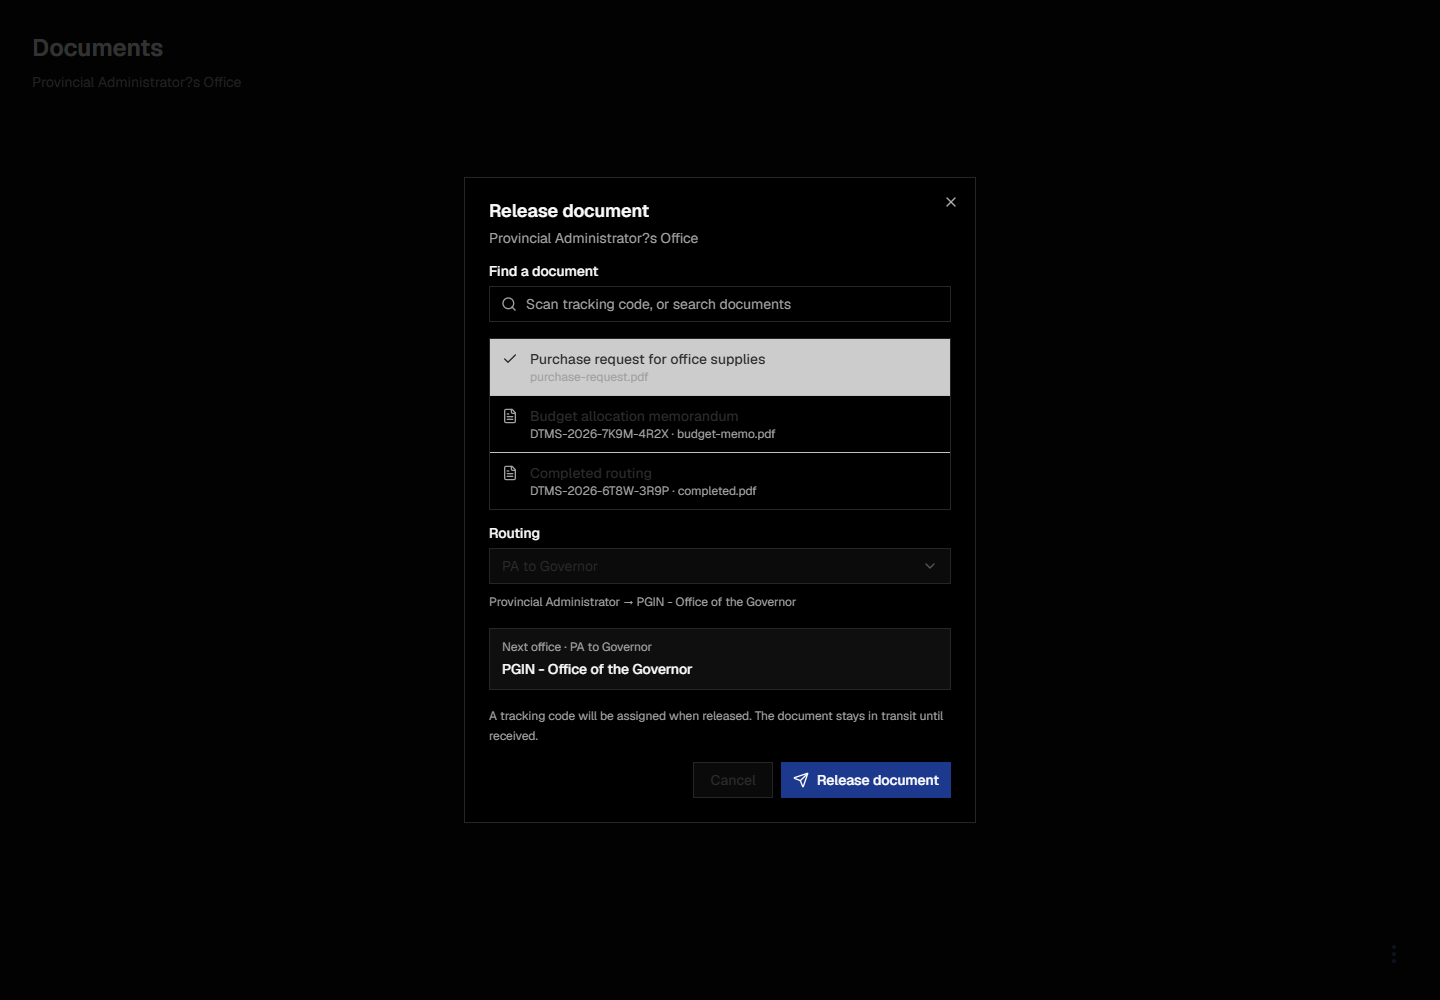 Documents
Provincial Administrator?s Office
Release document
Provincial Administrator?s Office
Find a document
Scan tracking code, or search documents
Purchase request for office supplies
purchase-request.pdf
Budget allocation memorandum
DTMS-2026-7K9M-4R2X · budget-memo.pdf
Completed routing
DTMS-2026-6T8W-3R9P · completed.pdf
Routing
PA to Governor
Provincial Administrator → PGIN - Office of the Governor
Next office · PA to Governor
PGIN - Office of the Governor
A tracking code will be assigned when released. The document stays in transit until
received.
Cancel
Release document